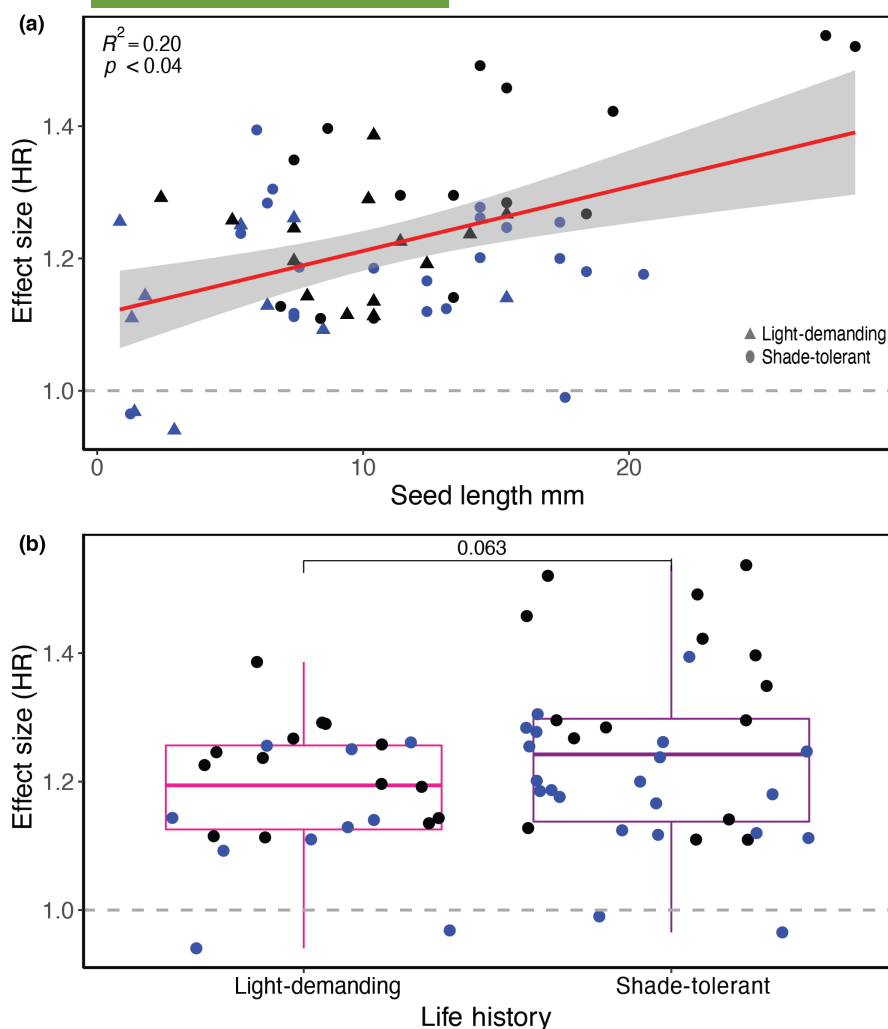 (a)
R² = 0.20
p < 0.04
Effect size (HR)
1.4
1.2
1.0
Light-demanding
Shade-tolerant
0
10
20
Seed length mm
(b)
0.063
Effect size (HR)
1.4
1.2
1.0
Light-demanding
Shade-tolerant
Life history